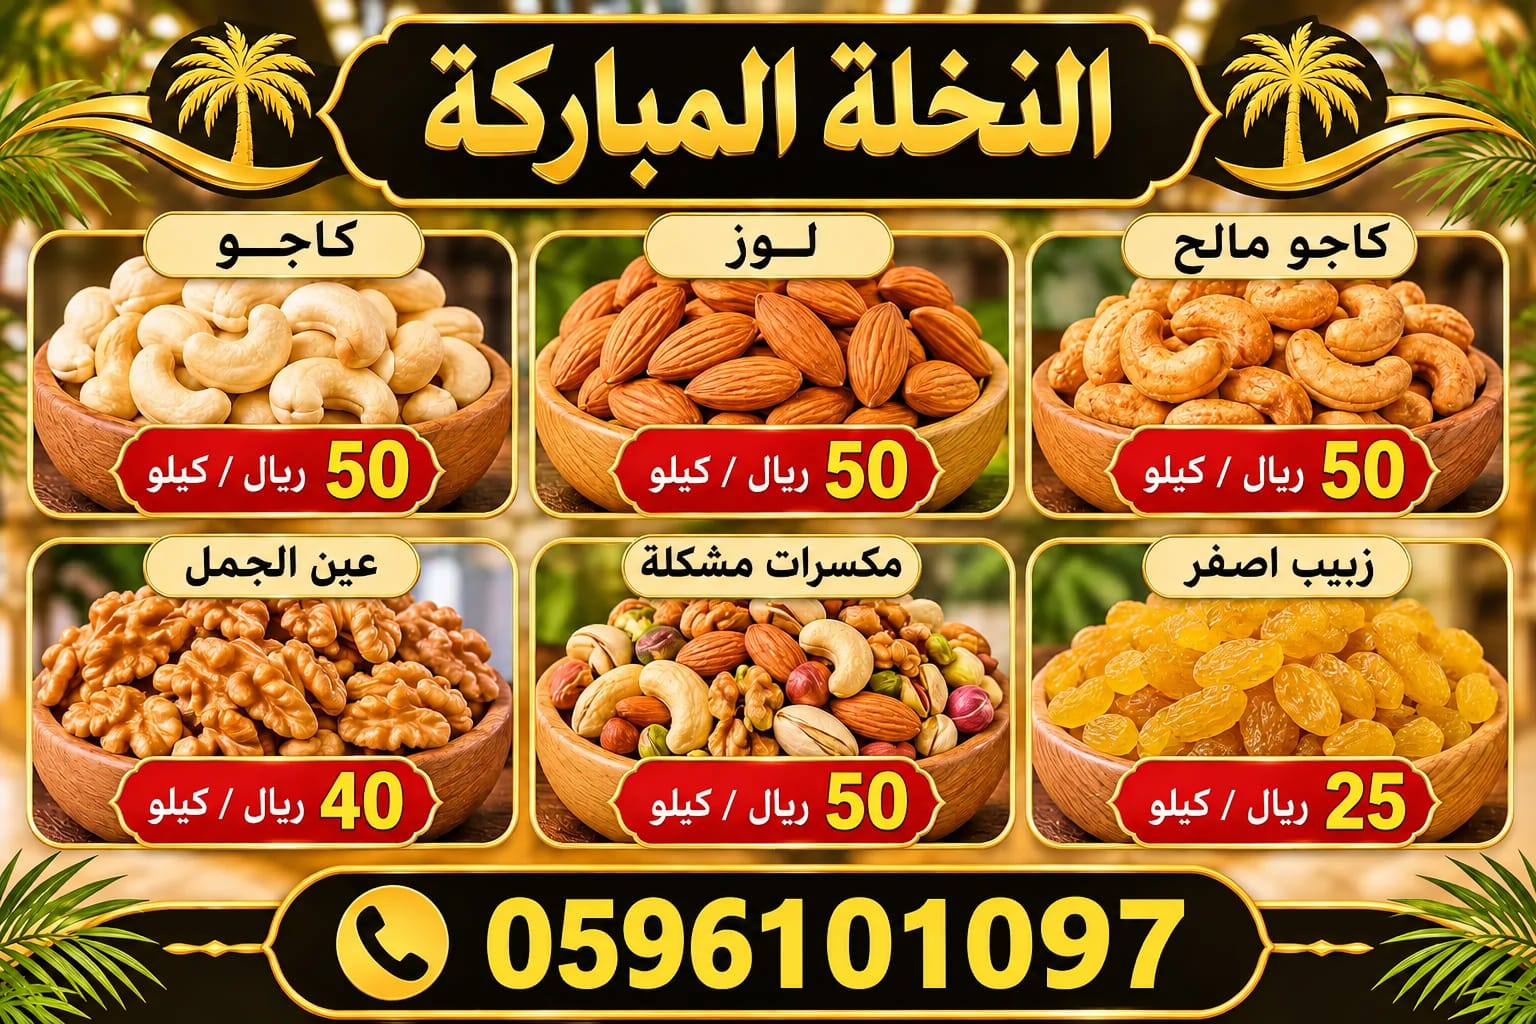 النخلة المباركة
كاجو مالح
50 ريال / كيلو
لوز
50 ريال / كيلو
كاجو
50 ريال / كيلو
زبيب اصفر
25 ريال / كيلو
مكسرات مشكلة
50 ريال / كيلو
عين الجمل
40 ريال / كيلو
0596101097